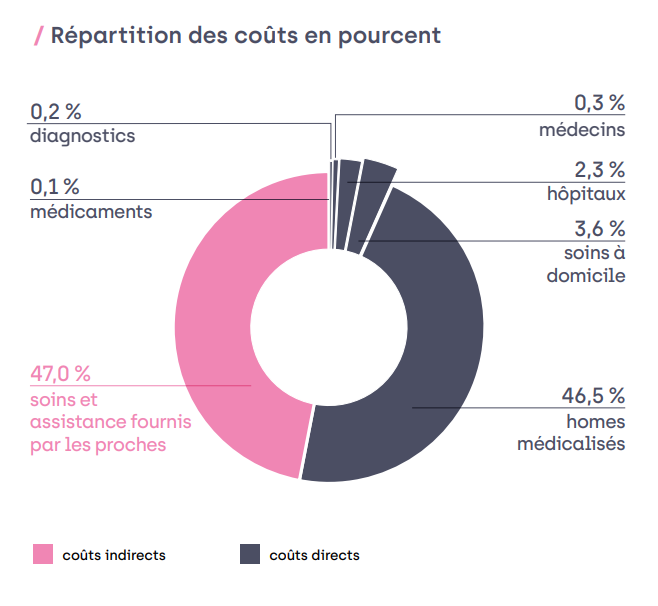 / Répartition des coûts en pourcent
0,2 %
diagnostics
0,1 %
médicaments
47,0 %
soins et
assistance fournis
par les proches
0,3 %
médecins
2,3 %
hôpitaux
3,6 %
soins à
domicile
46,5 %
homes
médicalisés
coûts indirects
coûts directs